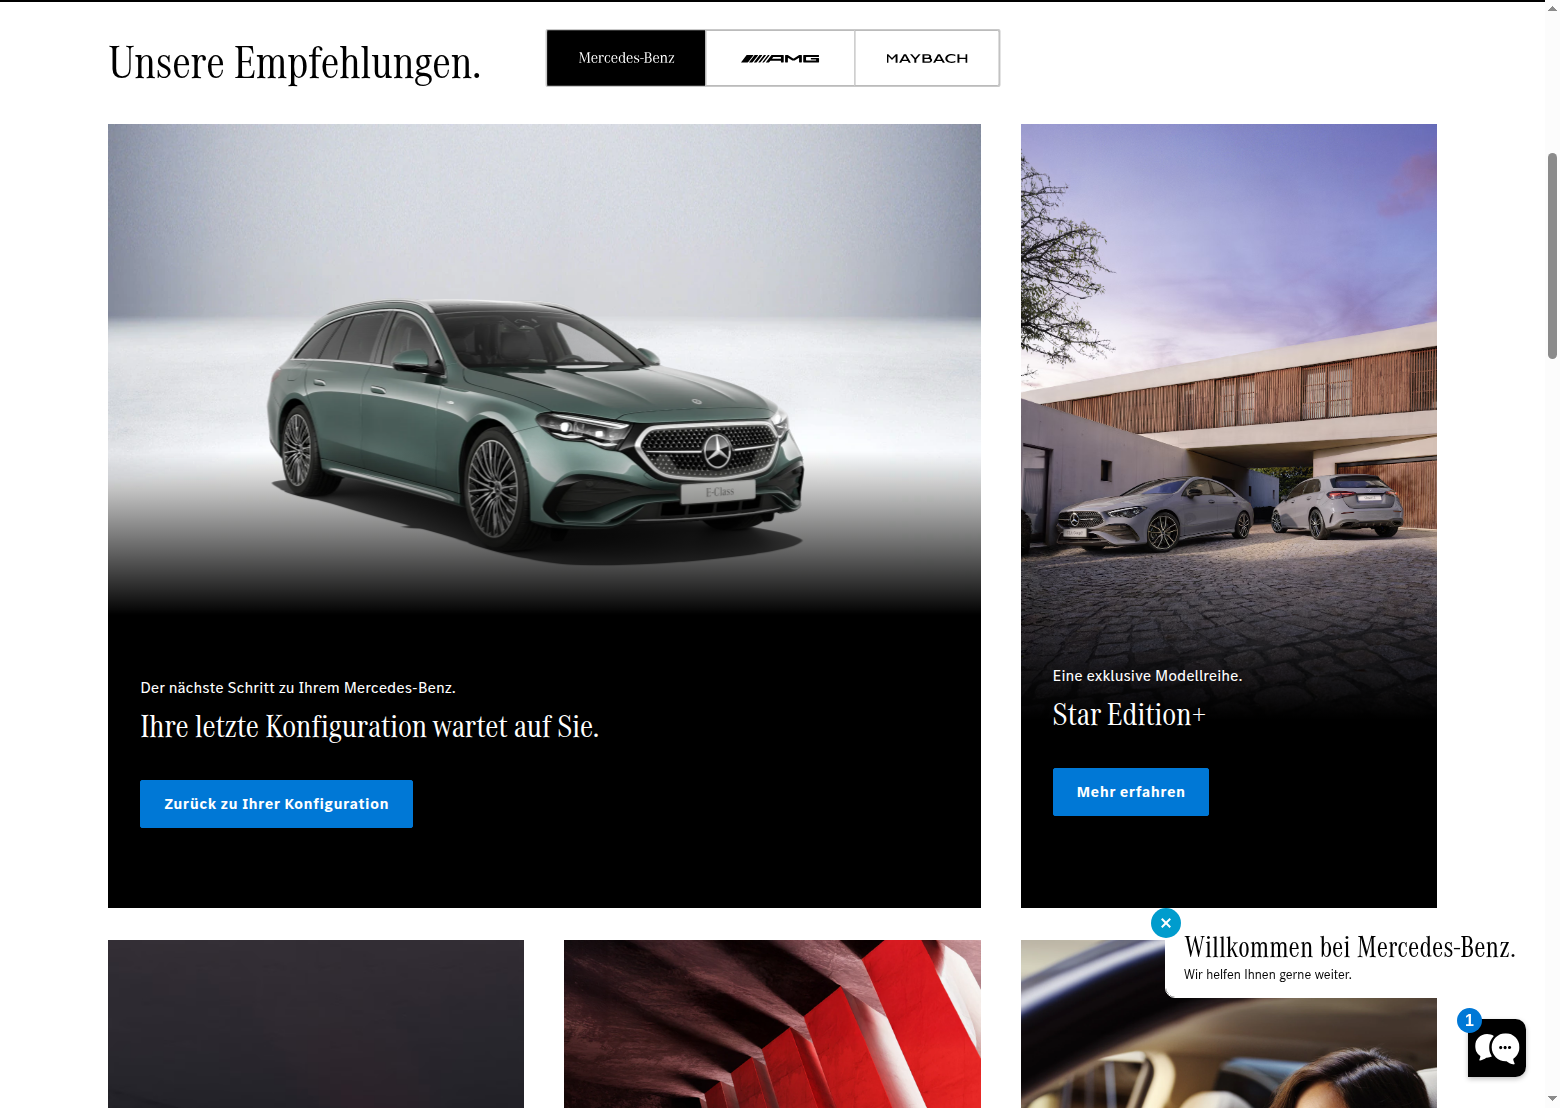 Unsere Empfehlungen.
Mercedes-Benz
AMG
MAYBACH
E-Class
Der nächste Schritt zu Ihrem Mercedes-Benz.
Ihre letzte Konfiguration wartet auf Sie.
Zurück zu Ihrer Konfiguration
Eine exklusive Modellreihe.
Star Edition+
Mehr erfahren
Willkommen bei Mercedes-Benz.
Wir helfen Ihnen gerne weiter.
1